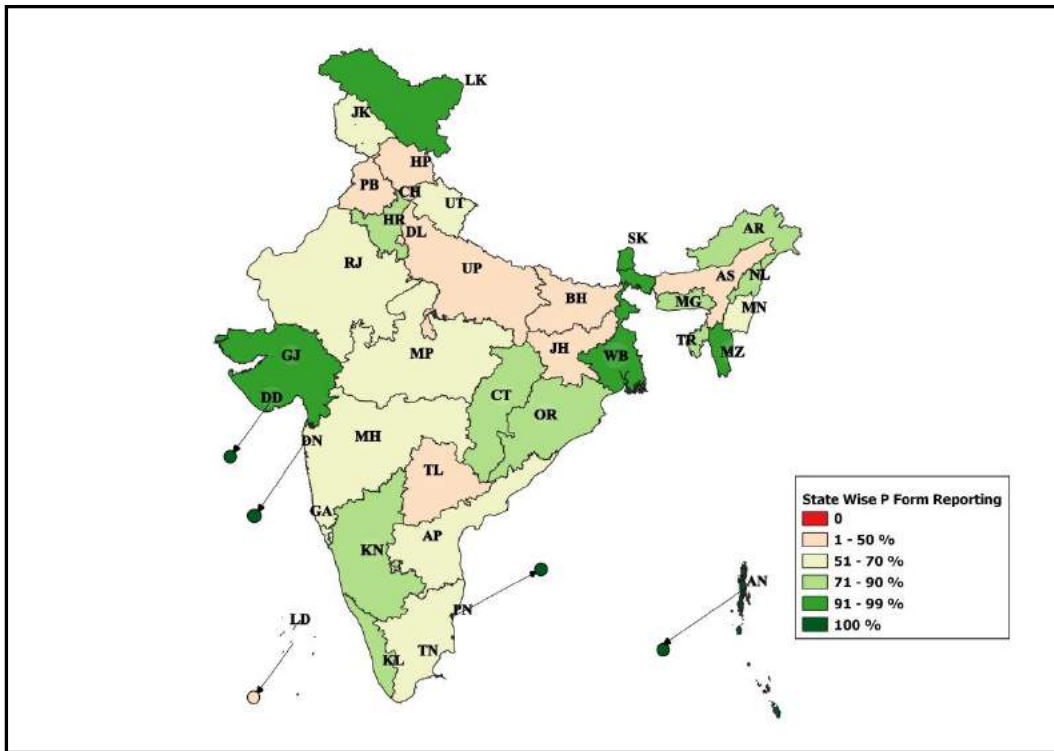 LK
JK
HP
PB
CH
UT
HR
DL
SK
AR
RJ
UP
AS
NL
BH
MG
MN
TR
MZ
GJ
MP
JH
WB
DD
CT
OR
DN
MH
TL
GA
AP
KN
AN
PN
LD
TN
KL
State Wise P Form Reporting
0
1 - 50 %
51 - 70 %
71 - 90 %
91 - 99 %
100 %